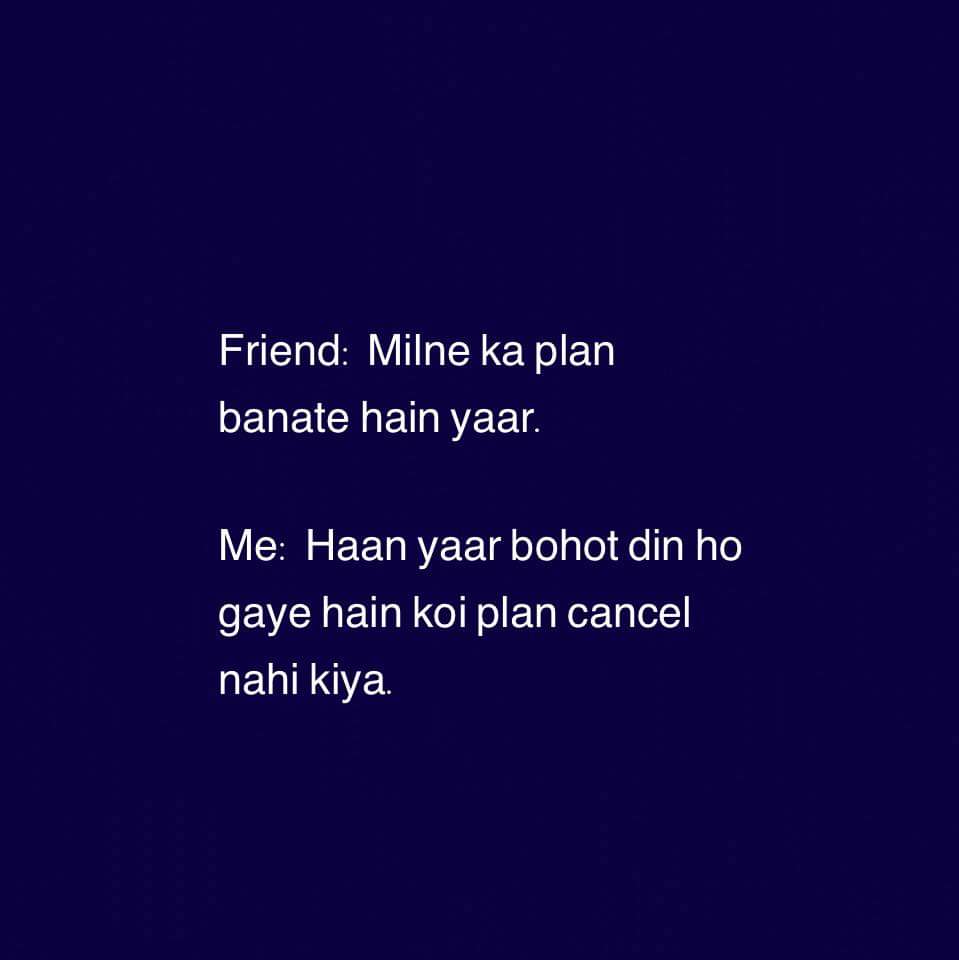 Friend:  Milne ka plan
banate hain yaar.
Me:  Haan yaar bohot din ho
gaye hain koi plan cancel
nahi kiya.